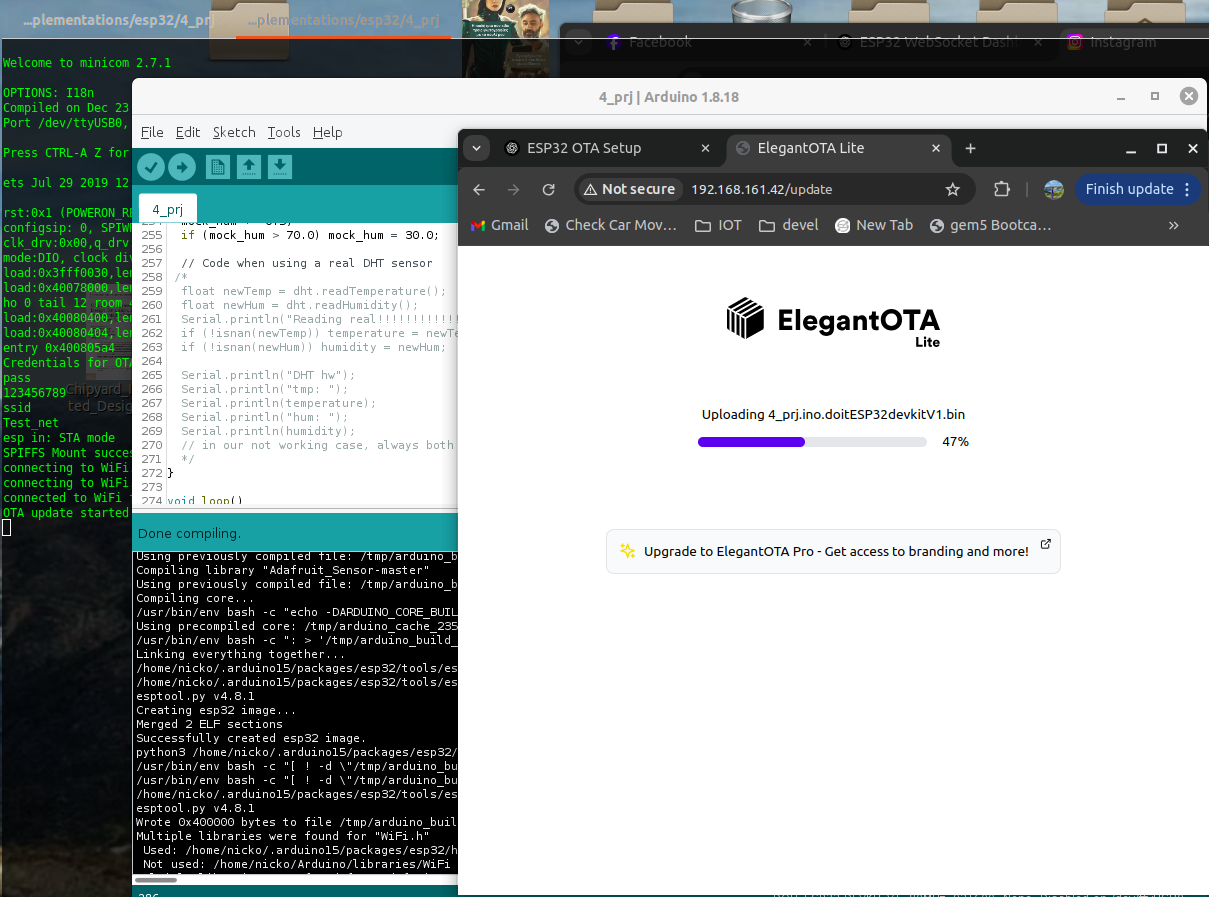 ...plementations/esp32/4_prj
...plementations/esp32/4_prj
Facebook
ESP32 WebSocket Dash
Instagram
Welcome to minicom 2.7.1
OPTIONS: I18n
Compiled on Dec 23
Port /dev/ttyUSB0,
Press CTRL-A Z for
ets Jul 29 2019 12
rst:0x1 (POWERON_RE
configsip: 0, SPIW
clk_drv:0x00,q_drv
mode:DIO, clock div
load:0x3fff0030,len
load:0x40078000,len
ho 0 tail 12 room 4
load:0x40080400,len
load:0x40080404,len
entry 0x400805a4
Credentials for OTA
pass
123456789
ssid
Test_net
esp in: STA mode
SPIFFS Mount succes
connecting to WiFi
connecting to WiFi
connected to WiFi
OTA update started
Chipyard_
ted_Desig
4_prj | Arduino 1.8.18
File Edit Sketch Tools Help
4_prj
255 if (mock_hum > 70.0) mock_hum = 30.0;
256
257 // Code when using a real DHT sensor
258 /*
259 float newTemp = dht.readTemperature();
260 float newHum = dht.readHumidity();
261 Serial.println("Reading real!!!!!!!!!!!!
262 if (!isnan(newTemp)) temperature = newTe
263 if (!isnan(newHum)) humidity = newHum;
264
265 Serial.println("DHT hw");
266 Serial.println("tmp: ");
267 Serial.println(temperature);
268 Serial.println("hum: ");
269 Serial.println(humidity);
270 // in our not working case, always both
271 */
272 }
273
274 void loop()
Done compiling.
Using previously compiled file: /tmp/arduino_b
Compiling library "Adafruit_Sensor-master"
Using previously compiled file: /tmp/arduino_b
Compiling core...
/usr/bin/env bash -c "echo -DARDUINO_CORE_BUIL
Using precompiled core: /tmp/arduino_cache_235
/usr/bin/env bash -c ": > '/tmp/arduino_build_
Linking everything together...
/home/nicko/.arduino15/packages/esp32/tools/es
/home/nicko/.arduino15/packages/esp32/tools/es
esptool.py v4.8.1
Creating esp32 image...
Merged 2 ELF sections
Successfully created esp32 image.
python3 /home/nicko/.arduino15/packages/esp32/
/usr/bin/env bash -c "[ ! -d \"/tmp/arduino_bu
/usr/bin/env bash -c "[ ! -d \"/tmp/arduino_bu
/home/nicko/.arduino15/packages/esp32/tools/es
esptool.py v4.8.1
Wrote 0x400000 bytes to file /tmp/arduino_buil
Multiple libraries were found for "WiFi.h"
Used: /home/nicko/.arduino15/packages/esp32/h
Not used: /home/nicko/Arduino/libraries/WiFi
ESP32 OTA Setup
ElegantOTA Lite
Not secure 192.168.161.42/update
Finish update
Gmail Check Car Mov... IOT devel New Tab gem5 Bootca... »
ElegantOTA
Lite
Uploading 4_prj.ino.doitESP32devkitV1.bin
47%
Upgrade to ElegantOTA Pro - Get access to branding and more!